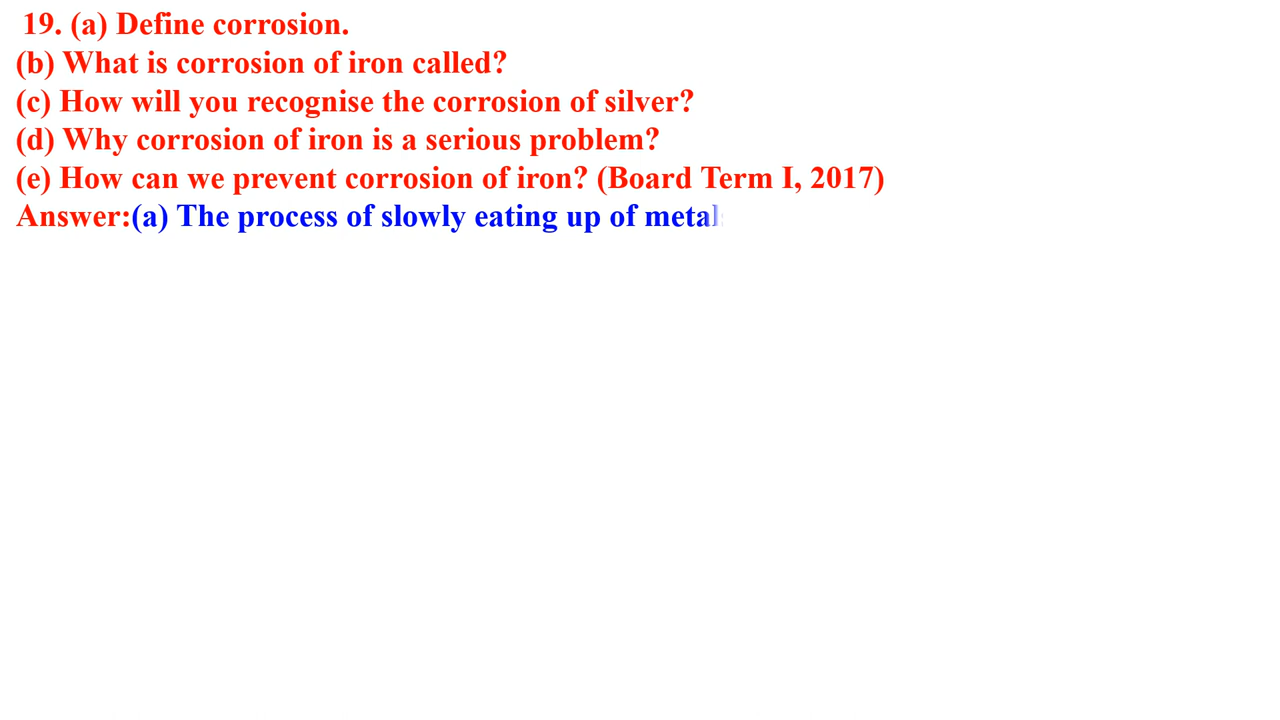 19. (a) Define corrosion.
(b) What is corrosion of iron called?
(c) How will you recognise the corrosion of silver?
(d) Why corrosion of iron is a serious problem?
(e) How can we prevent corrosion of iron? (Board Term I, 2017)
Answer:(a) The process of slowly eating up of metal